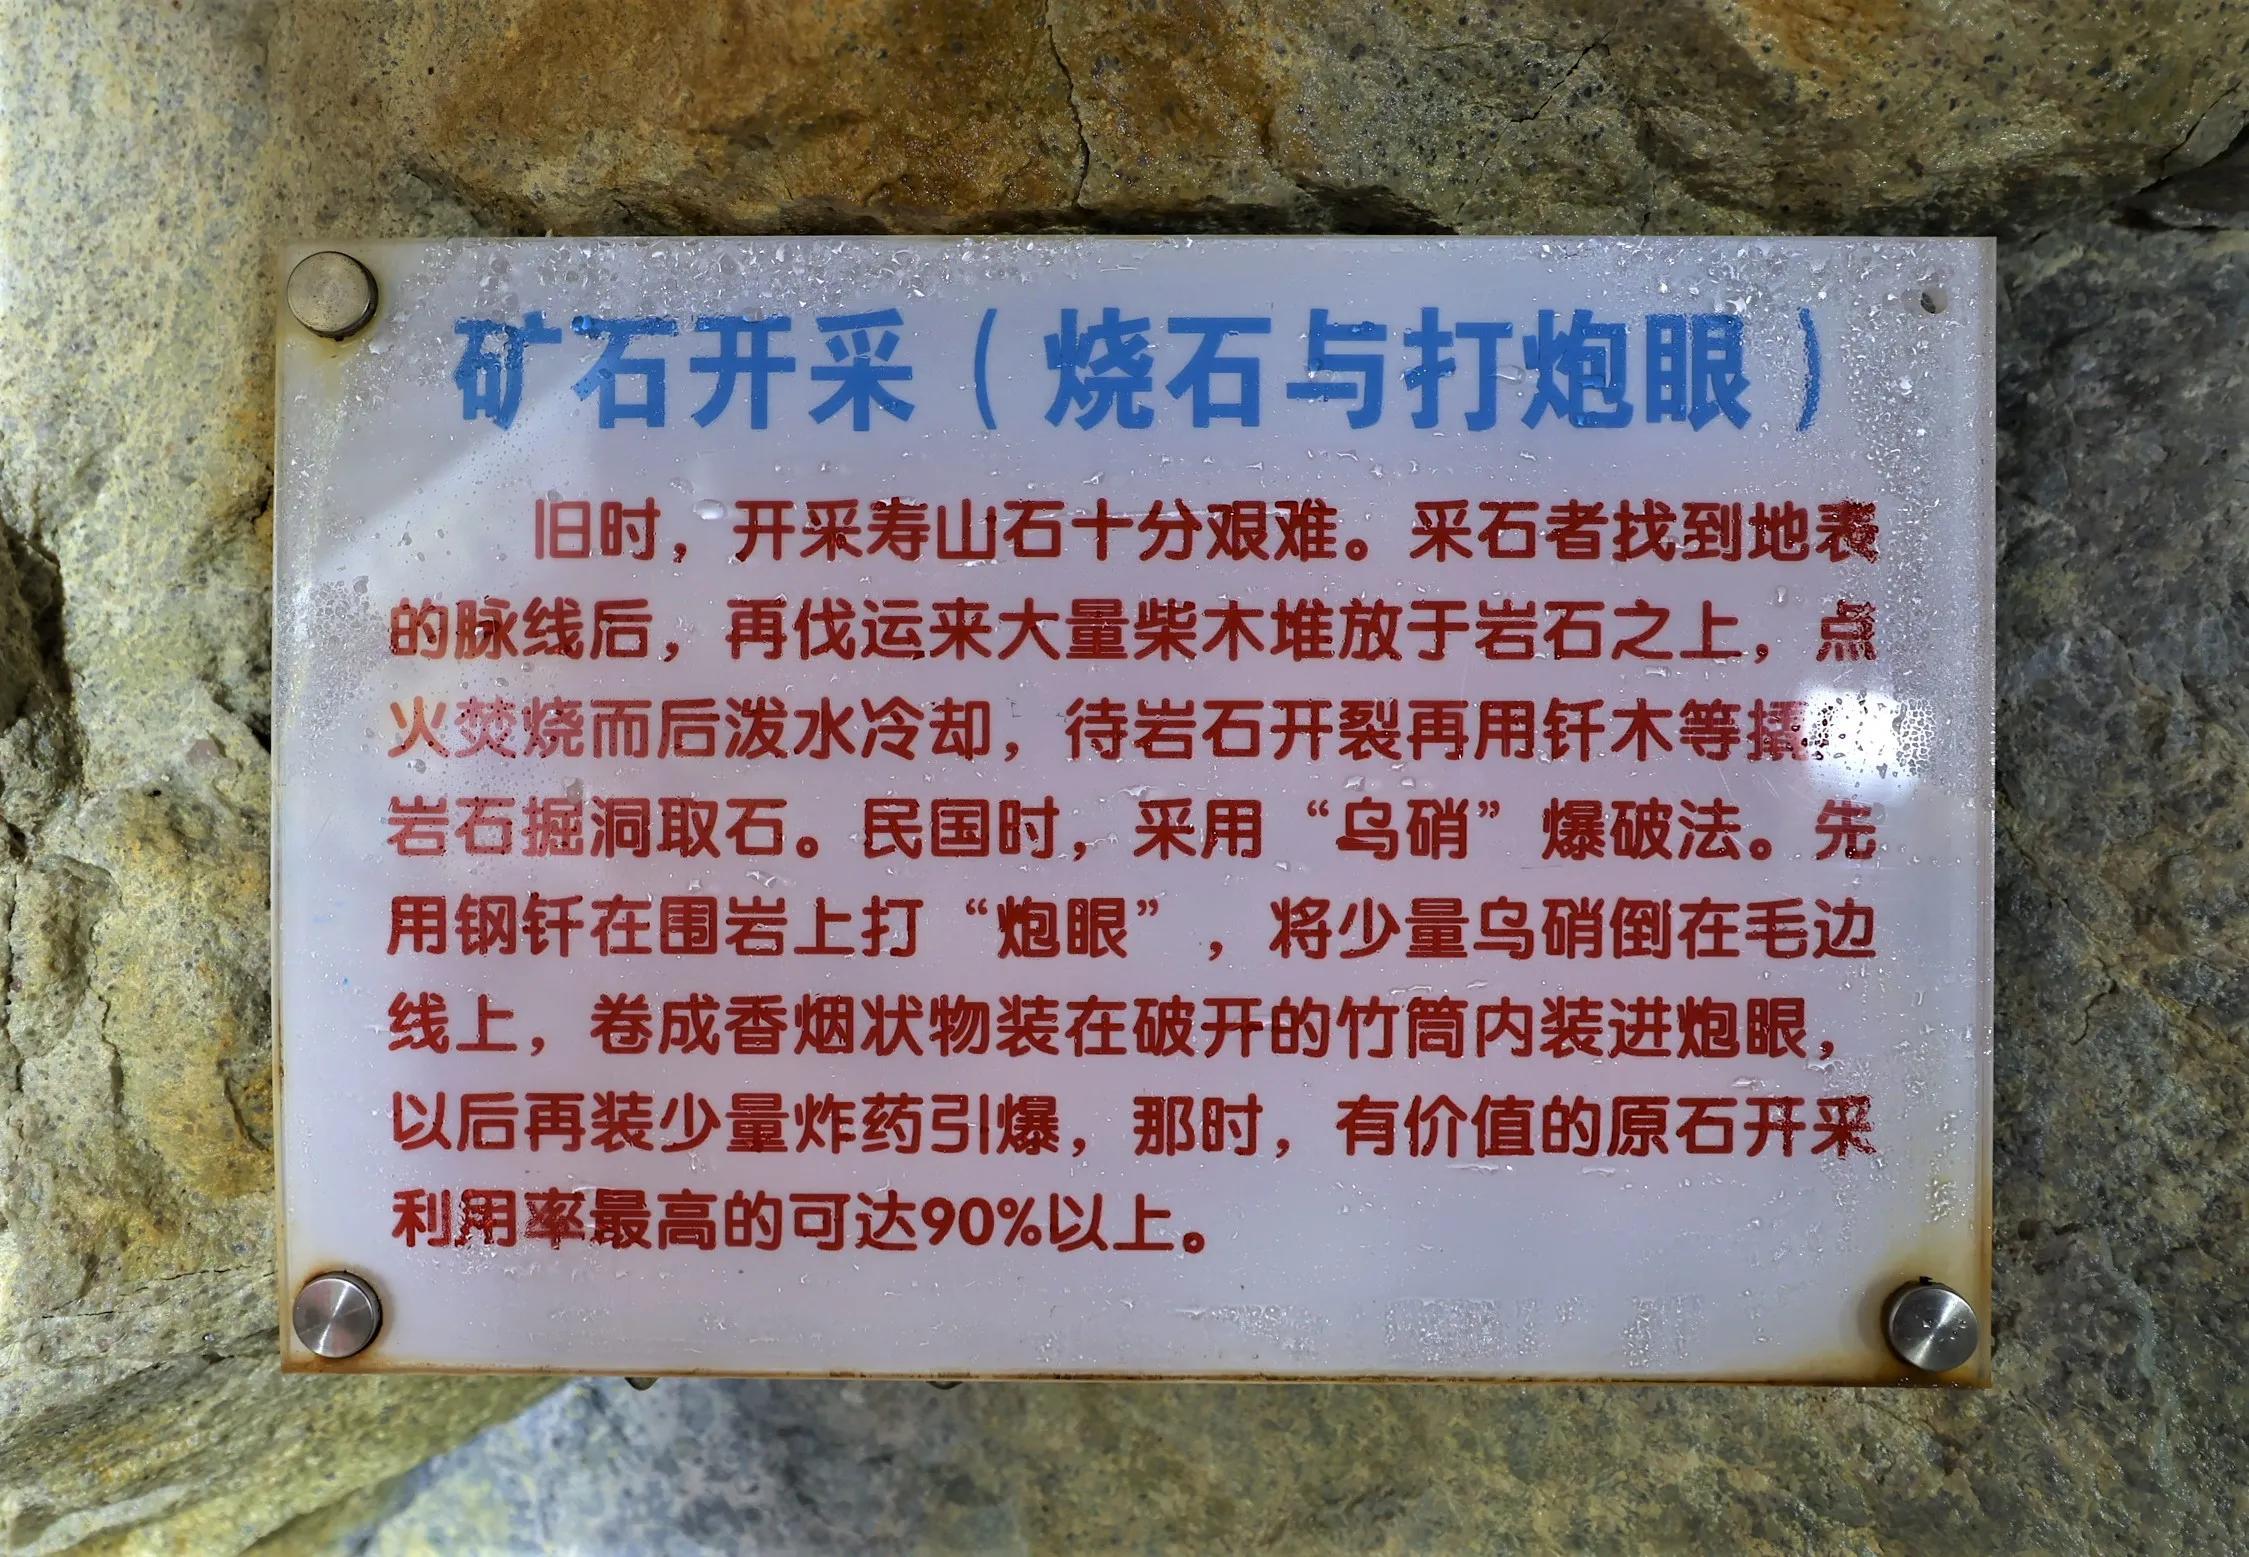 矿石开采（烧石与打炮眼）
旧时，开采寿山石十分艰难。采石者找到地表
的脉线后，再伐运来大量柴木堆放于岩石之上，点
火焚烧而后泼水冷却，待岩石开裂再用钎木等撬
岩石掘洞取石。民国时，采用“乌硝”爆破法。先
用钢钎在围岩上打“炮眼”，将少量乌硝倒在毛边
线上，卷成香烟状物装在破开的竹筒内装进炮眼，
以后再装少量炸药引爆，那时，有价值的原石开采
利用率最高的可达90%以上。